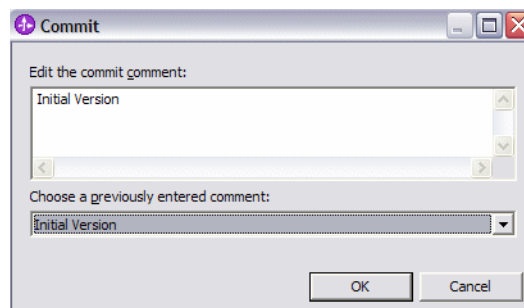 Commit
Edit the commit comment:
Initial Version
Choose a previously entered comment:
Initial Version
OK Cancel